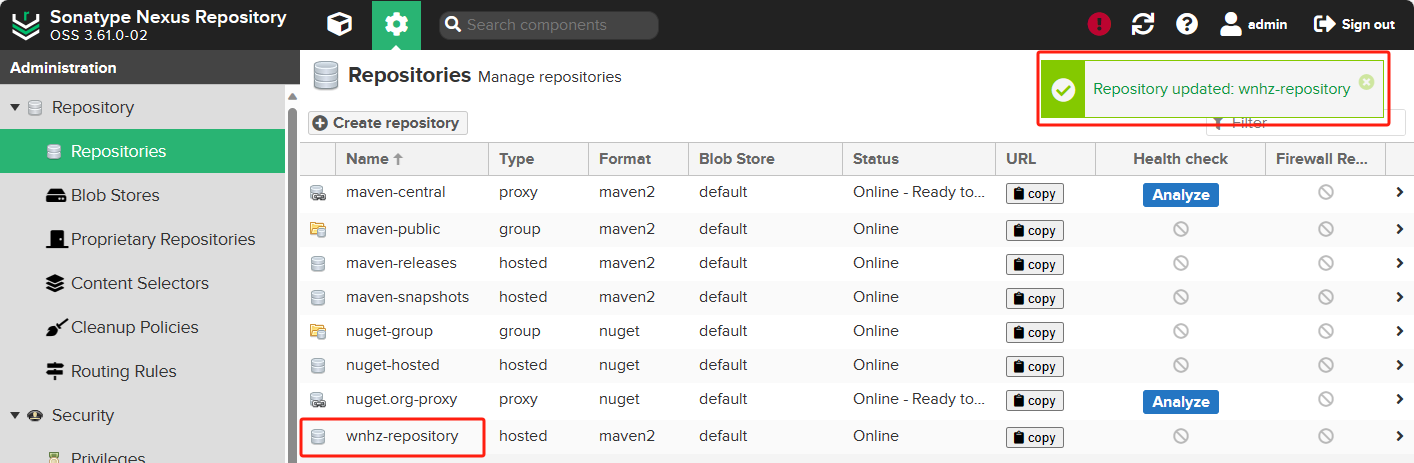 Sonatype Nexus Repository
OSS 3.61.0-02
Search components
admin
Sign out
Administration
Repository
Repositories
Blob Stores
Proprietary Repositories
Content Selectors
Cleanup Policies
Routing Rules
Security
Privileges
Repositories Manage repositories
Repository updated: wnhz-repository
Create repository
Filter
Name Type Format Blob Store Status URL Health check Firewall Re...
maven-central proxy maven2 default Online - Ready to... copy Analyze
maven-public group maven2 default Online copy
maven-releases hosted maven2 default Online copy
maven-snapshots hosted maven2 default Online copy
nuget-group group nuget default Online copy
nuget-hosted hosted nuget default Online copy
nuget.org-proxy proxy nuget default Online - Ready to... copy Analyze
wnhz-repository hosted maven2 default Online copy